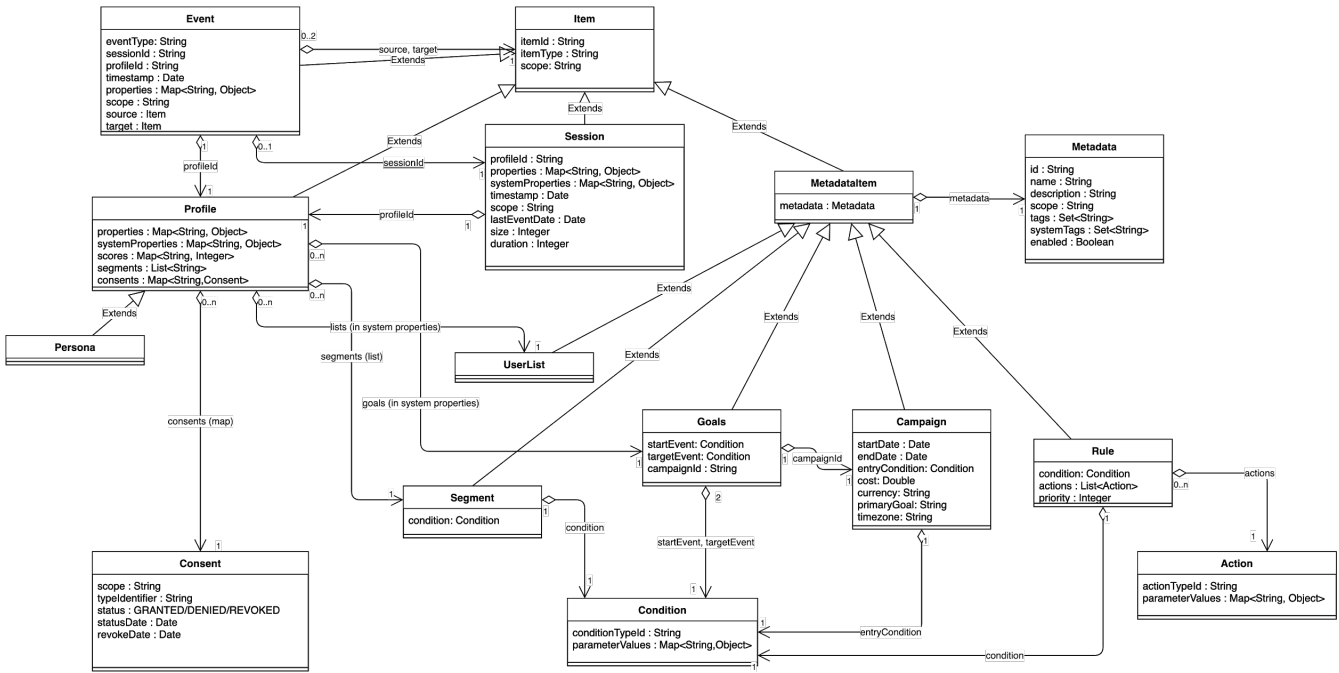 Event
eventType: String
sessionId : String
profileId : String
timestamp : Date
properties : Map<String, Object>
scope : String
source : Item
target : Item
0..2
source, target
Extends
1
Item
itemId : String
itemType : String
scope: String
Extends
Extends
Extends
1
profileId
1
0..1
sessionId
1
Session
profileId : String
properties : Map<String, Object>
systemProperties : Map<String, Object>
timestamp : Date
scope : String
lastEventDate : Date
size : Integer
duration : Integer
1
profileId
1
MetadataItem
metadata : Metadata
1
metadata
1
Metadata
id : String
name : String
description : String
scope : String
tags : Set<String>
systemTags : Set<String>
enabled : Boolean
Profile
properties : Map<String, Object>
systemProperties : Map<String, Object>
scores : Map<String, Integer>
segments : List<String>
consents : Map<String,Consent>
0..n
0..n
0..n
0..n
Extends
Persona
lists (in system properties)
1
segments (list)
goals (in system properties)
consents (map)
UserList
Extends
Extends
Extends
Extends
Extends
Goals
startEvent: Condition
targetEvent: Condition
campaignId : String
1
1
campaignId
1
2
startEvent, targetEvent
1
Campaign
startDate : Date
endDate : Date
entryCondition: Condition
cost: Double
currency: String
primaryGoal: String
timezone: String
1
entryCondition
1
Rule
condition: Condition
actions : List<Action>
priority : Integer
0..n
actions
1
1
condition
1
Segment
condition: Condition
1
1
condition
1
Consent
1
scope : String
typeIdentifier : String
status : GRANTED/DENIED/REVOKED
statusDate : Date
revokeDate : Date
Condition
conditionTypeId : String
parameterValues : Map<String,Object>
Action
actionTypeId : String
parameterValues : Map<String, Object>